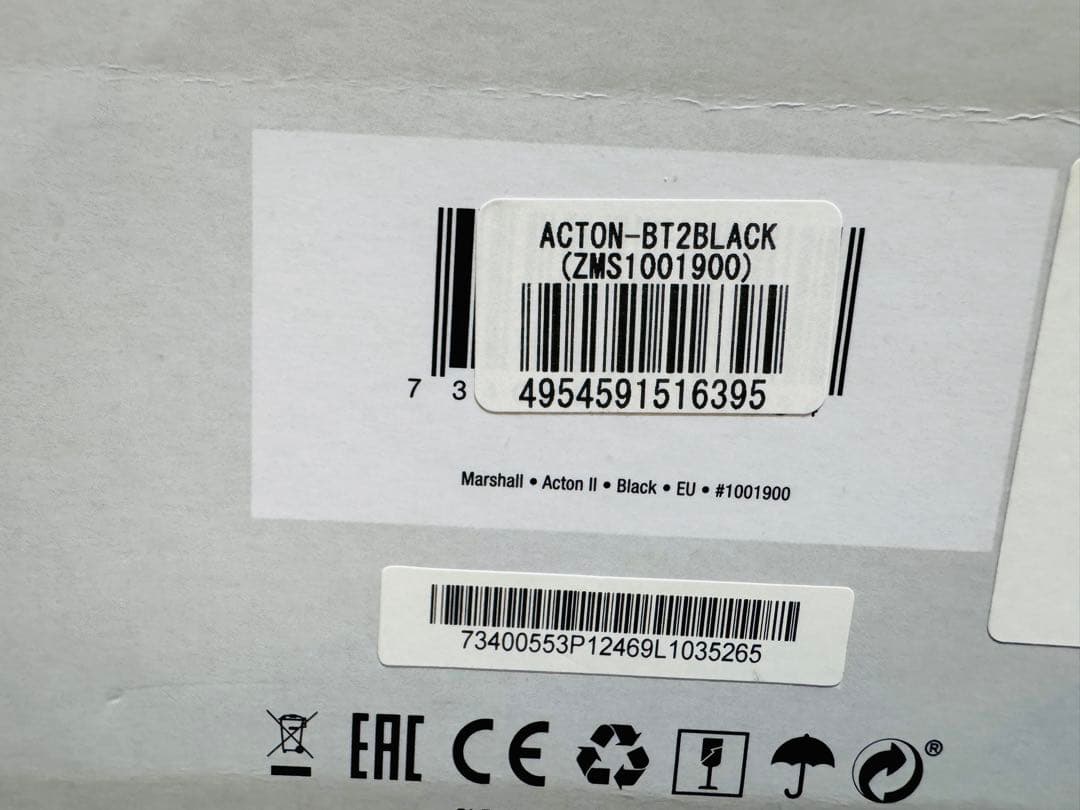 ACTON-BT2BLACK
(ZMS1001900)
7 3
4954591516395
Marshall • Acton II • Black • EU • #1001900
73400553P12469L1035265
EAC CE ®